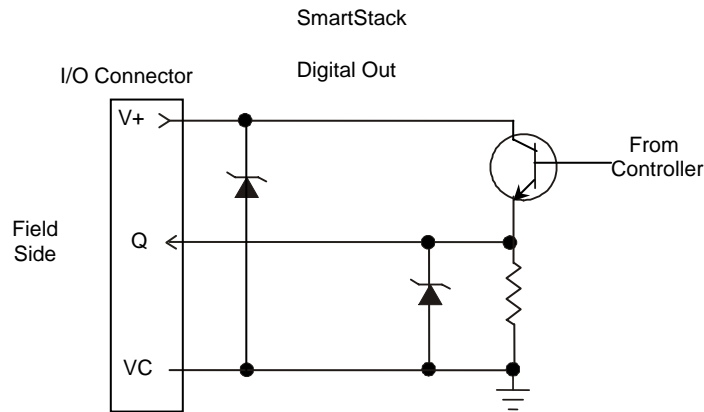 SmartStack
Digital Out
I/O Connector
V+
From
Controller
Field
Side
Q
VC